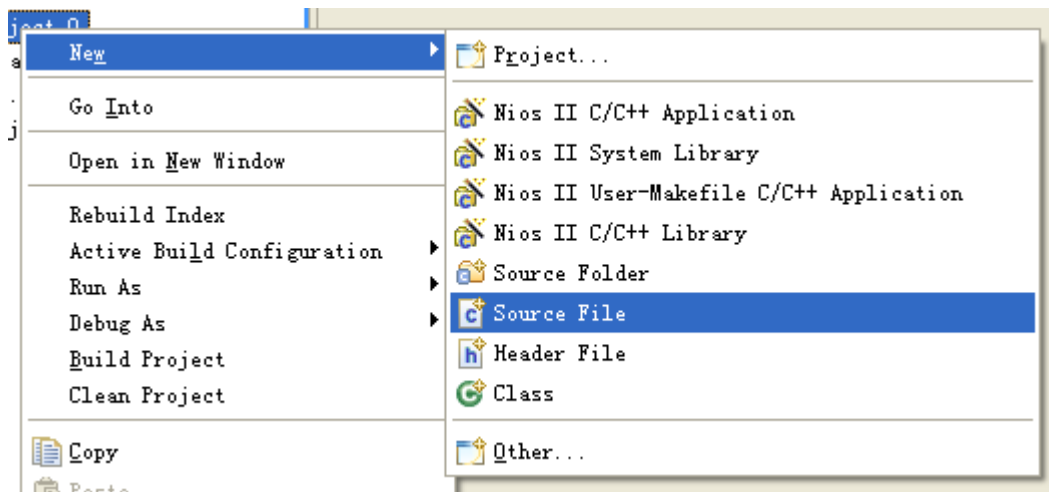 New
Go Into
Open in New Window
Rebuild Index
Active Build Configuration
Run As
Debug As
Build Project
Clean Project
Copy
Paste
Project...
Nios II C/C++ Application
Nios II System Library
Nios II User-Makefile C/C++ Application
Nios II C/C++ Library
Source Folder
Source File
Header File
Class
Other...